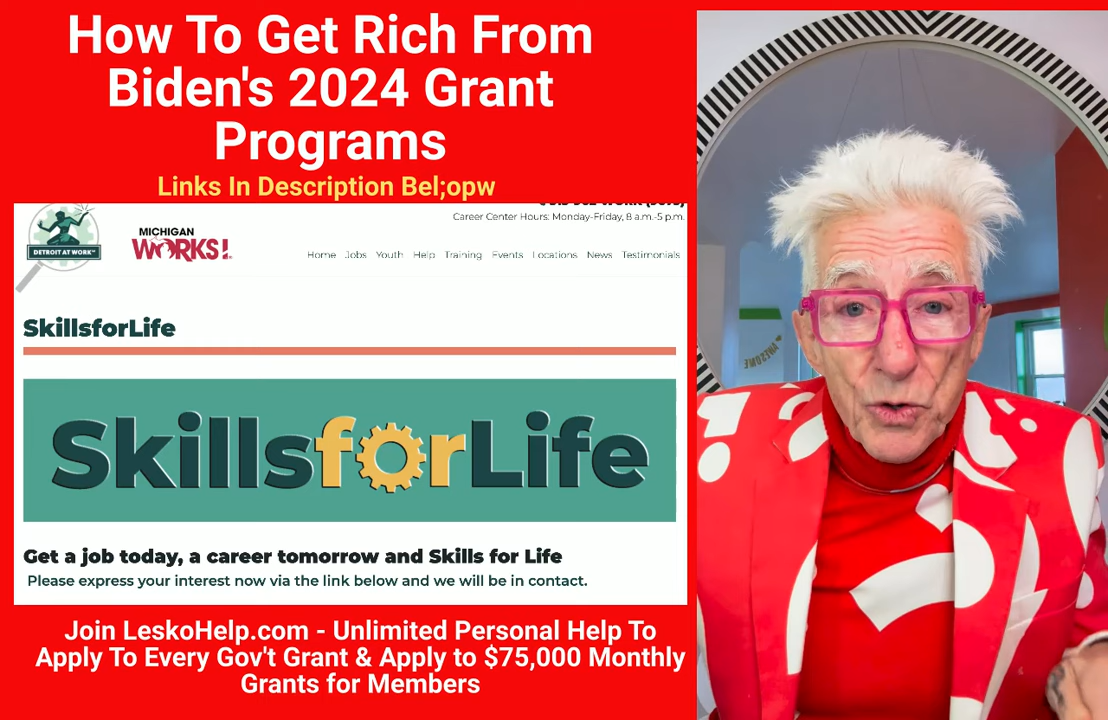 How To Get Rich From
Biden's 2024 Grant
Programs
Links In Description Bel;opw
Career Center Hours: Monday-Friday, 8 a.m.-5 p.m.
DETROIT AT WORK™
MICHIGAN
WORKS!
Home Jobs Youth Help Training Events Locations News Testimonials
SkillsforLife
SkillsforLife
Get a job today, a career tomorrow and Skills for Life
Please express your interest now via the link below and we will be in contact.
Join LeskoHelp.com - Unlimited Personal Help To
Apply To Every Gov't Grant & Apply to $75,000 Monthly
Grants for Members
AWESOME